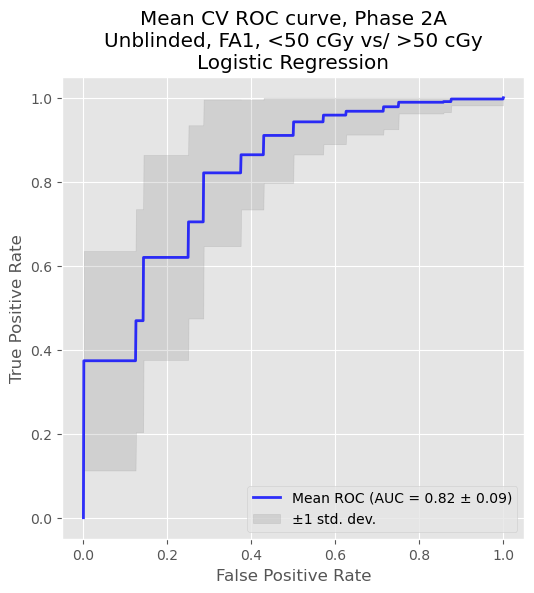 Mean CV ROC curve, Phase 2A
Unblinded, FA1, <50 cGy vs/ >50 cGy
Logistic Regression
1.0
0.8
0.6
0.4
0.2
0.0
True Positive Rate
Mean ROC (AUC = 0.82 ± 0.09)
±1 std. dev.
0.0 0.2 0.4 0.6 0.8 1.0
False Positive Rate